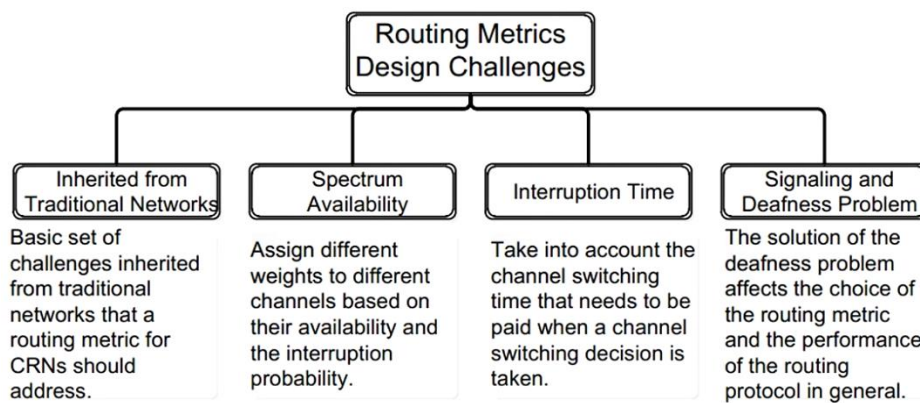 Routing Metrics
Design Challenges
Inherited from
Traditional Networks
Basic set of
challenges inherited
from traditional
networks that a
routing metric for
CRNs should
address.
Spectrum
Availability
Assign different
weights to different
channels based on
their availability and
the interruption
probability.
Interruption Time
Take into account the
channel switching
time that needs to be
paid when a channel
switching decision is
taken.
Signaling and
Deafness Problem
The solution of the
deafness problem
affects the choice of
the routing metric
and the performance
of the routing
protocol in general.